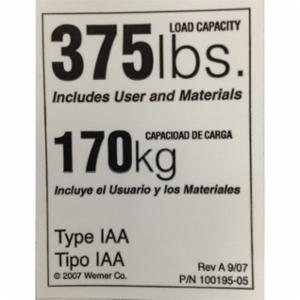 LOAD CAPACITY
375lbs.
Includes User and Materials
CAPACIDAD DE CARGA
170kg
Incluye el Usuario y los Materiales
Type IAA
Tipo IAA
© 2007 Werner Co.
Rev A 9/07
P/N 100195-05